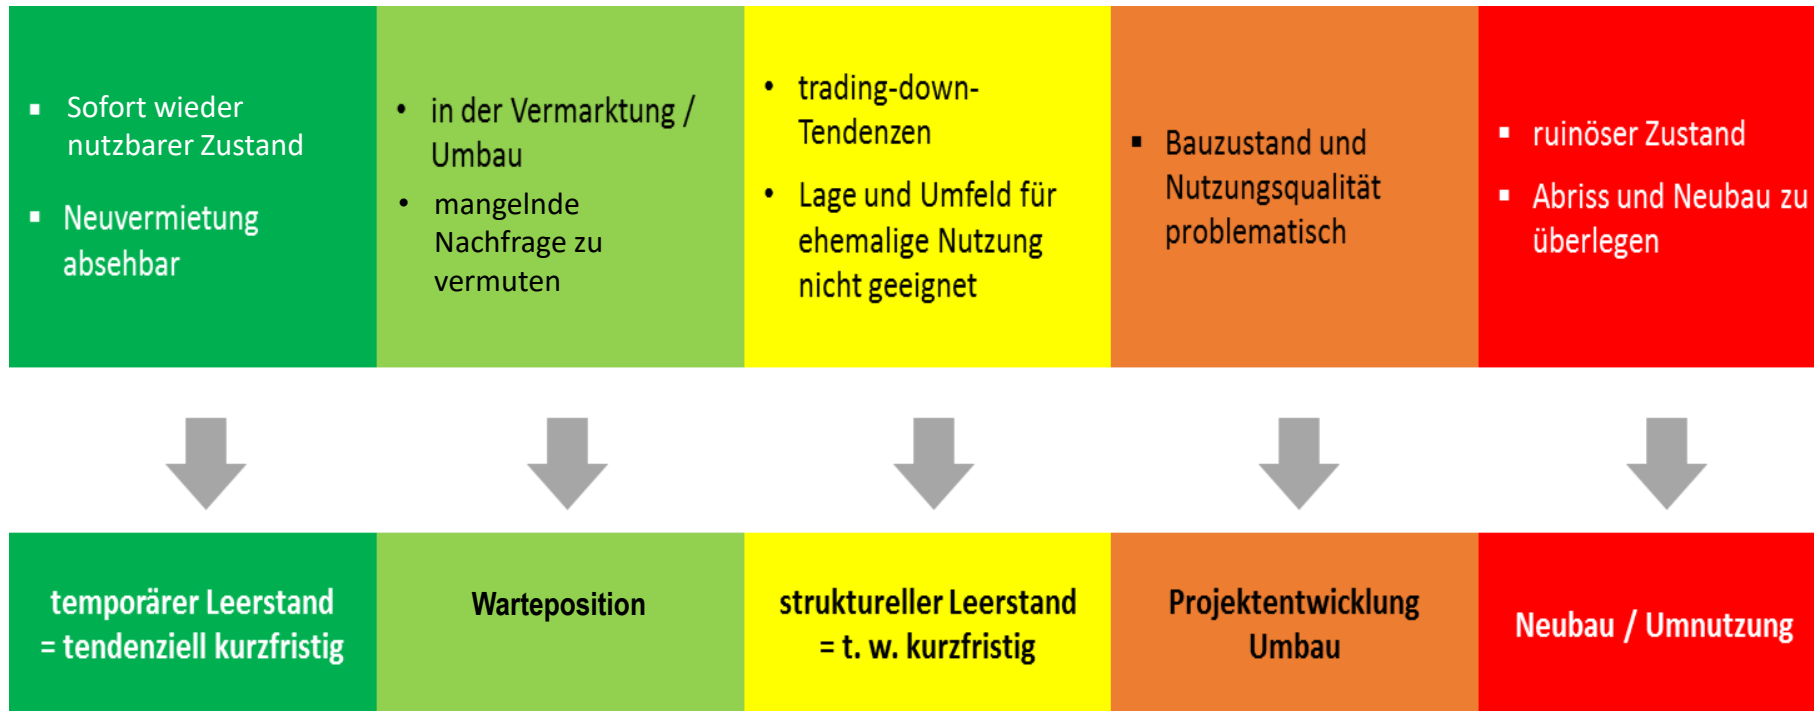 ▪ Sofort wieder
nutzbarer Zustand
▪ Neuvermietung
absehbar
• in der Vermarktung /
Umbau
• mangelnde
Nachfrage zu
vermuten
• trading-down-
Tendenzen
• Lage und Umfeld für
ehemalige Nutzung
nicht geeignet
▪ Bauzustand und
Nutzungsqualität
problematisch
▪ ruinöser Zustand
▪ Abriss und Neubau zu
überlegen
temporärer Leerstand
= tendenziell kurzfristig
Warteposition
struktureller Leerstand
= t. w. kurzfristig
Projektentwicklung
Umbau
Neubau / Umnutzung